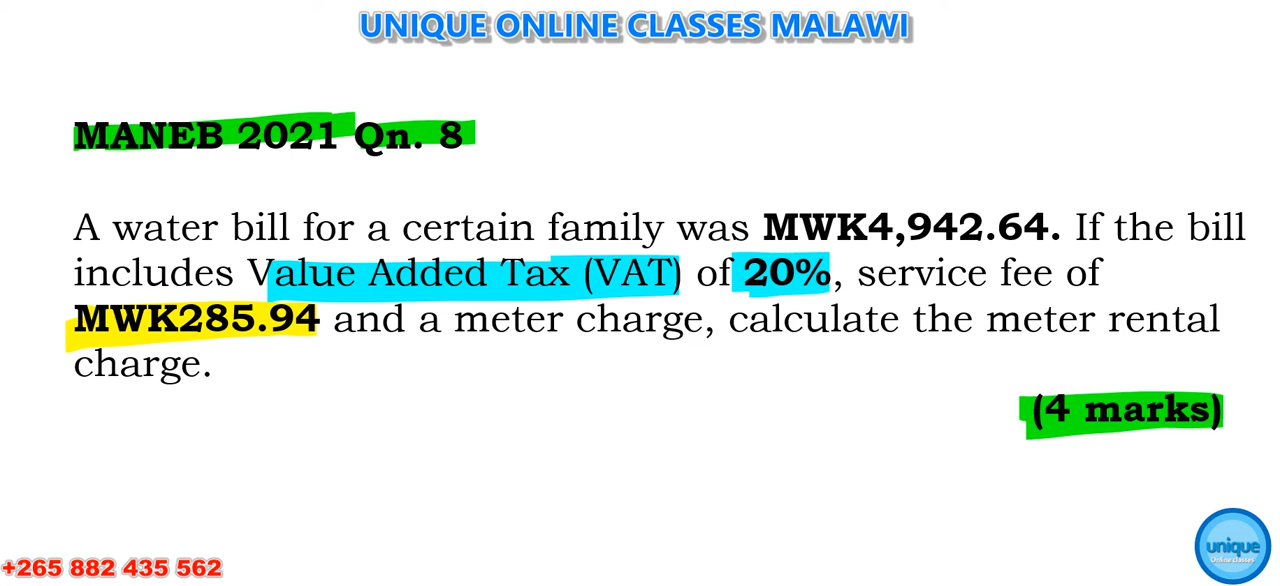 UNIQUE ONLINE CLASSES MALAWI
MANEB 2021 Qn. 8
A water bill for a certain family was MWK4,942.64. If the bill
includes Value Added Tax (VAT) of 20%, service fee of
MWK285.94 and a meter charge, calculate the meter rental
charge.
(4 marks)
unique
Online classes
+265 882 435 562